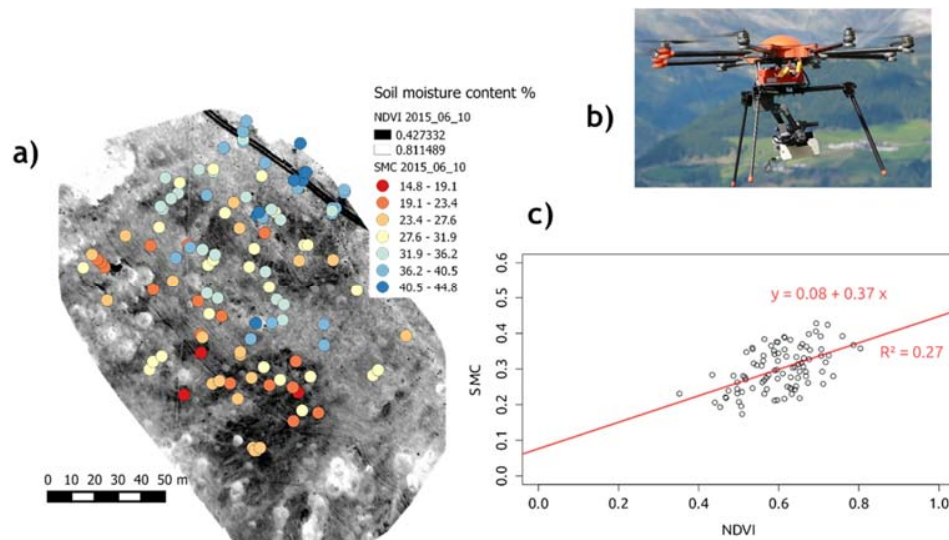 a)
Soil moisture content %
NDVI 2015_06_10
0.427332
0.811489
SMC 2015_06_10
14.8 - 19.1
19.1 - 23.4
23.4 - 27.6
27.6 - 31.9
31.9 - 36.2
36.2 - 40.5
40.5 - 44.8
0 10 20 30 40 50 m
b)
c)
SMC
0.6
0.5
0.4
0.3
0.2
0.1
0.0
y = 0.08 + 0.37 x
R² = 0.27
0.0 0.2 0.4 0.6 0.8 1.0
NDVI